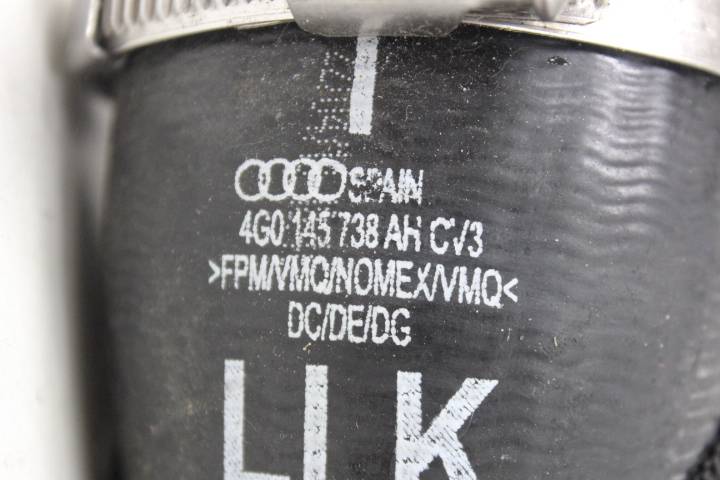 SPAIN
4G0 145 738 AH CV3
>FPM/VMQ/NOMEX/VMQ<
DC/DE/DG
LLK